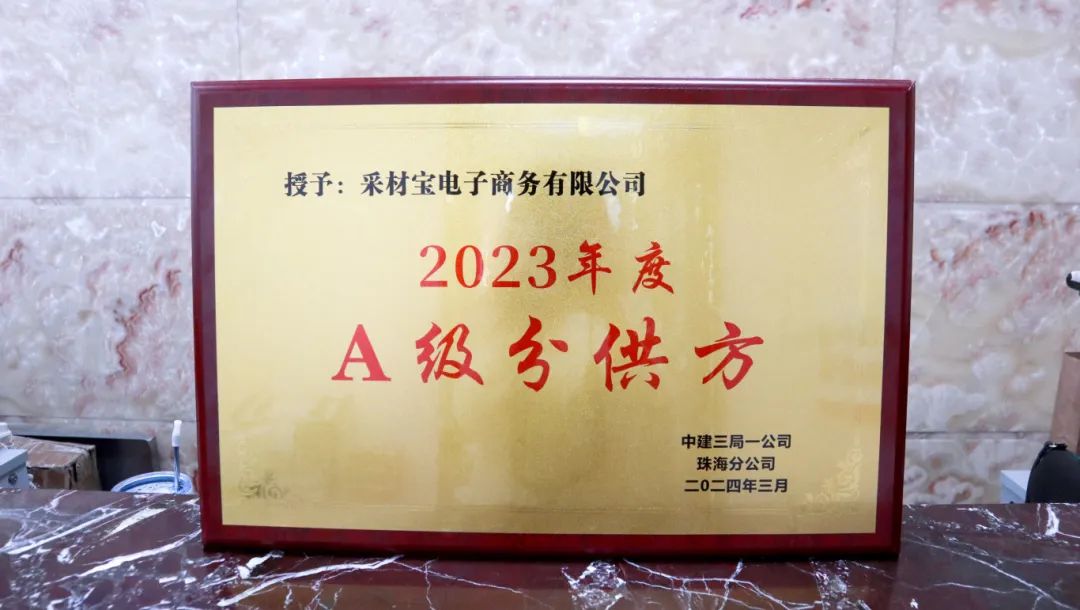 授予：采材宝电子商务有限公司
2023年度
A级分供方
中建三局一公司
珠海分公司
二〇二四年三月